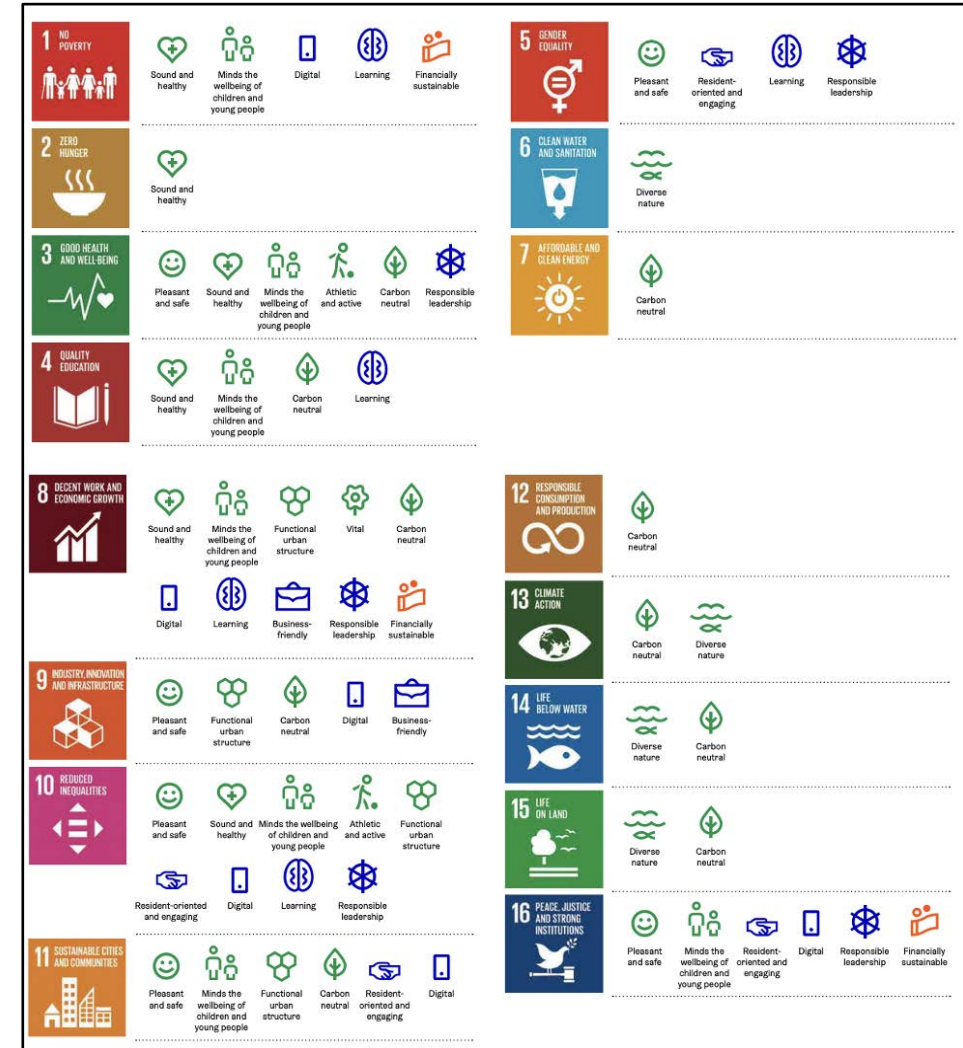 1 NO
POVERTY
Sound and
healthy
Minds the
wellbeing of
children and
young people
Digital
Learning
Financially
sustainable
2 ZERO
HUNGER
Sound and
healthy
3 GOOD HEALTH
AND WELL-BEING
Pleasant
and safe
Sound and
healthy
Minds the
wellbeing of
children and
young people
Athletic
and active
Carbon
neutral
Responsible
leadership
4 QUALITY
EDUCATION
Sound and
healthy
Minds the
wellbeing of
children and
young people
Carbon
neutral
Learning
5 GENDER
EQUALITY
Pleasant
and safe
Resident-
oriented and
engaging
Learning
Responsible
leadership
6 CLEAN WATER
AND SANITATION
Diverse
nature
7 AFFORDABLE AND
CLEAN ENERGY
Carbon
neutral
8 DECENT WORK AND
ECONOMIC GROWTH
Sound and
healthy
Minds the
wellbeing of
children and
young people
Functional
urban
structure
Vital
Carbon
neutral
Digital
Learning
Business-
friendly
Responsible
leadership
Financially
sustainable
9 INDUSTRY, INNOVATION
AND INFRASTRUCTURE
Pleasant
and safe
Functional
urban
structure
Carbon
neutral
Digital
Business-
friendly
10 REDUCED
INEQUALITIES
Pleasant
and safe
Sound and
healthy
Minds the wellbeing
of children and
young people
Athletic
and active
Functional
urban
structure
Resident-oriented
and engaging
Digital
Learning
Responsible
leadership
11 SUSTAINABLE CITIES
AND COMMUNITIES
Pleasant
and safe
Minds the
wellbeing of
children and
young people
Functional
urban
structure
Carbon
neutral
Resident-
oriented and
engaging
Digital
12 RESPONSIBLE
CONSUMPTION
AND PRODUCTION
Carbon
neutral
13 CLIMATE
ACTION
Carbon
neutral
Diverse
nature
14 LIFE
BELOW WATER
Diverse
nature
Carbon
neutral
15 LIFE
ON LAND
Diverse
nature
Carbon
neutral
16 PEACE, JUSTICE
AND STRONG
INSTITUTIONS
Pleasant
and safe
Minds the
wellbeing of
children and
young people
Resident-
oriented and
engaging
Digital
Responsible
leadership
Financially
sustainable